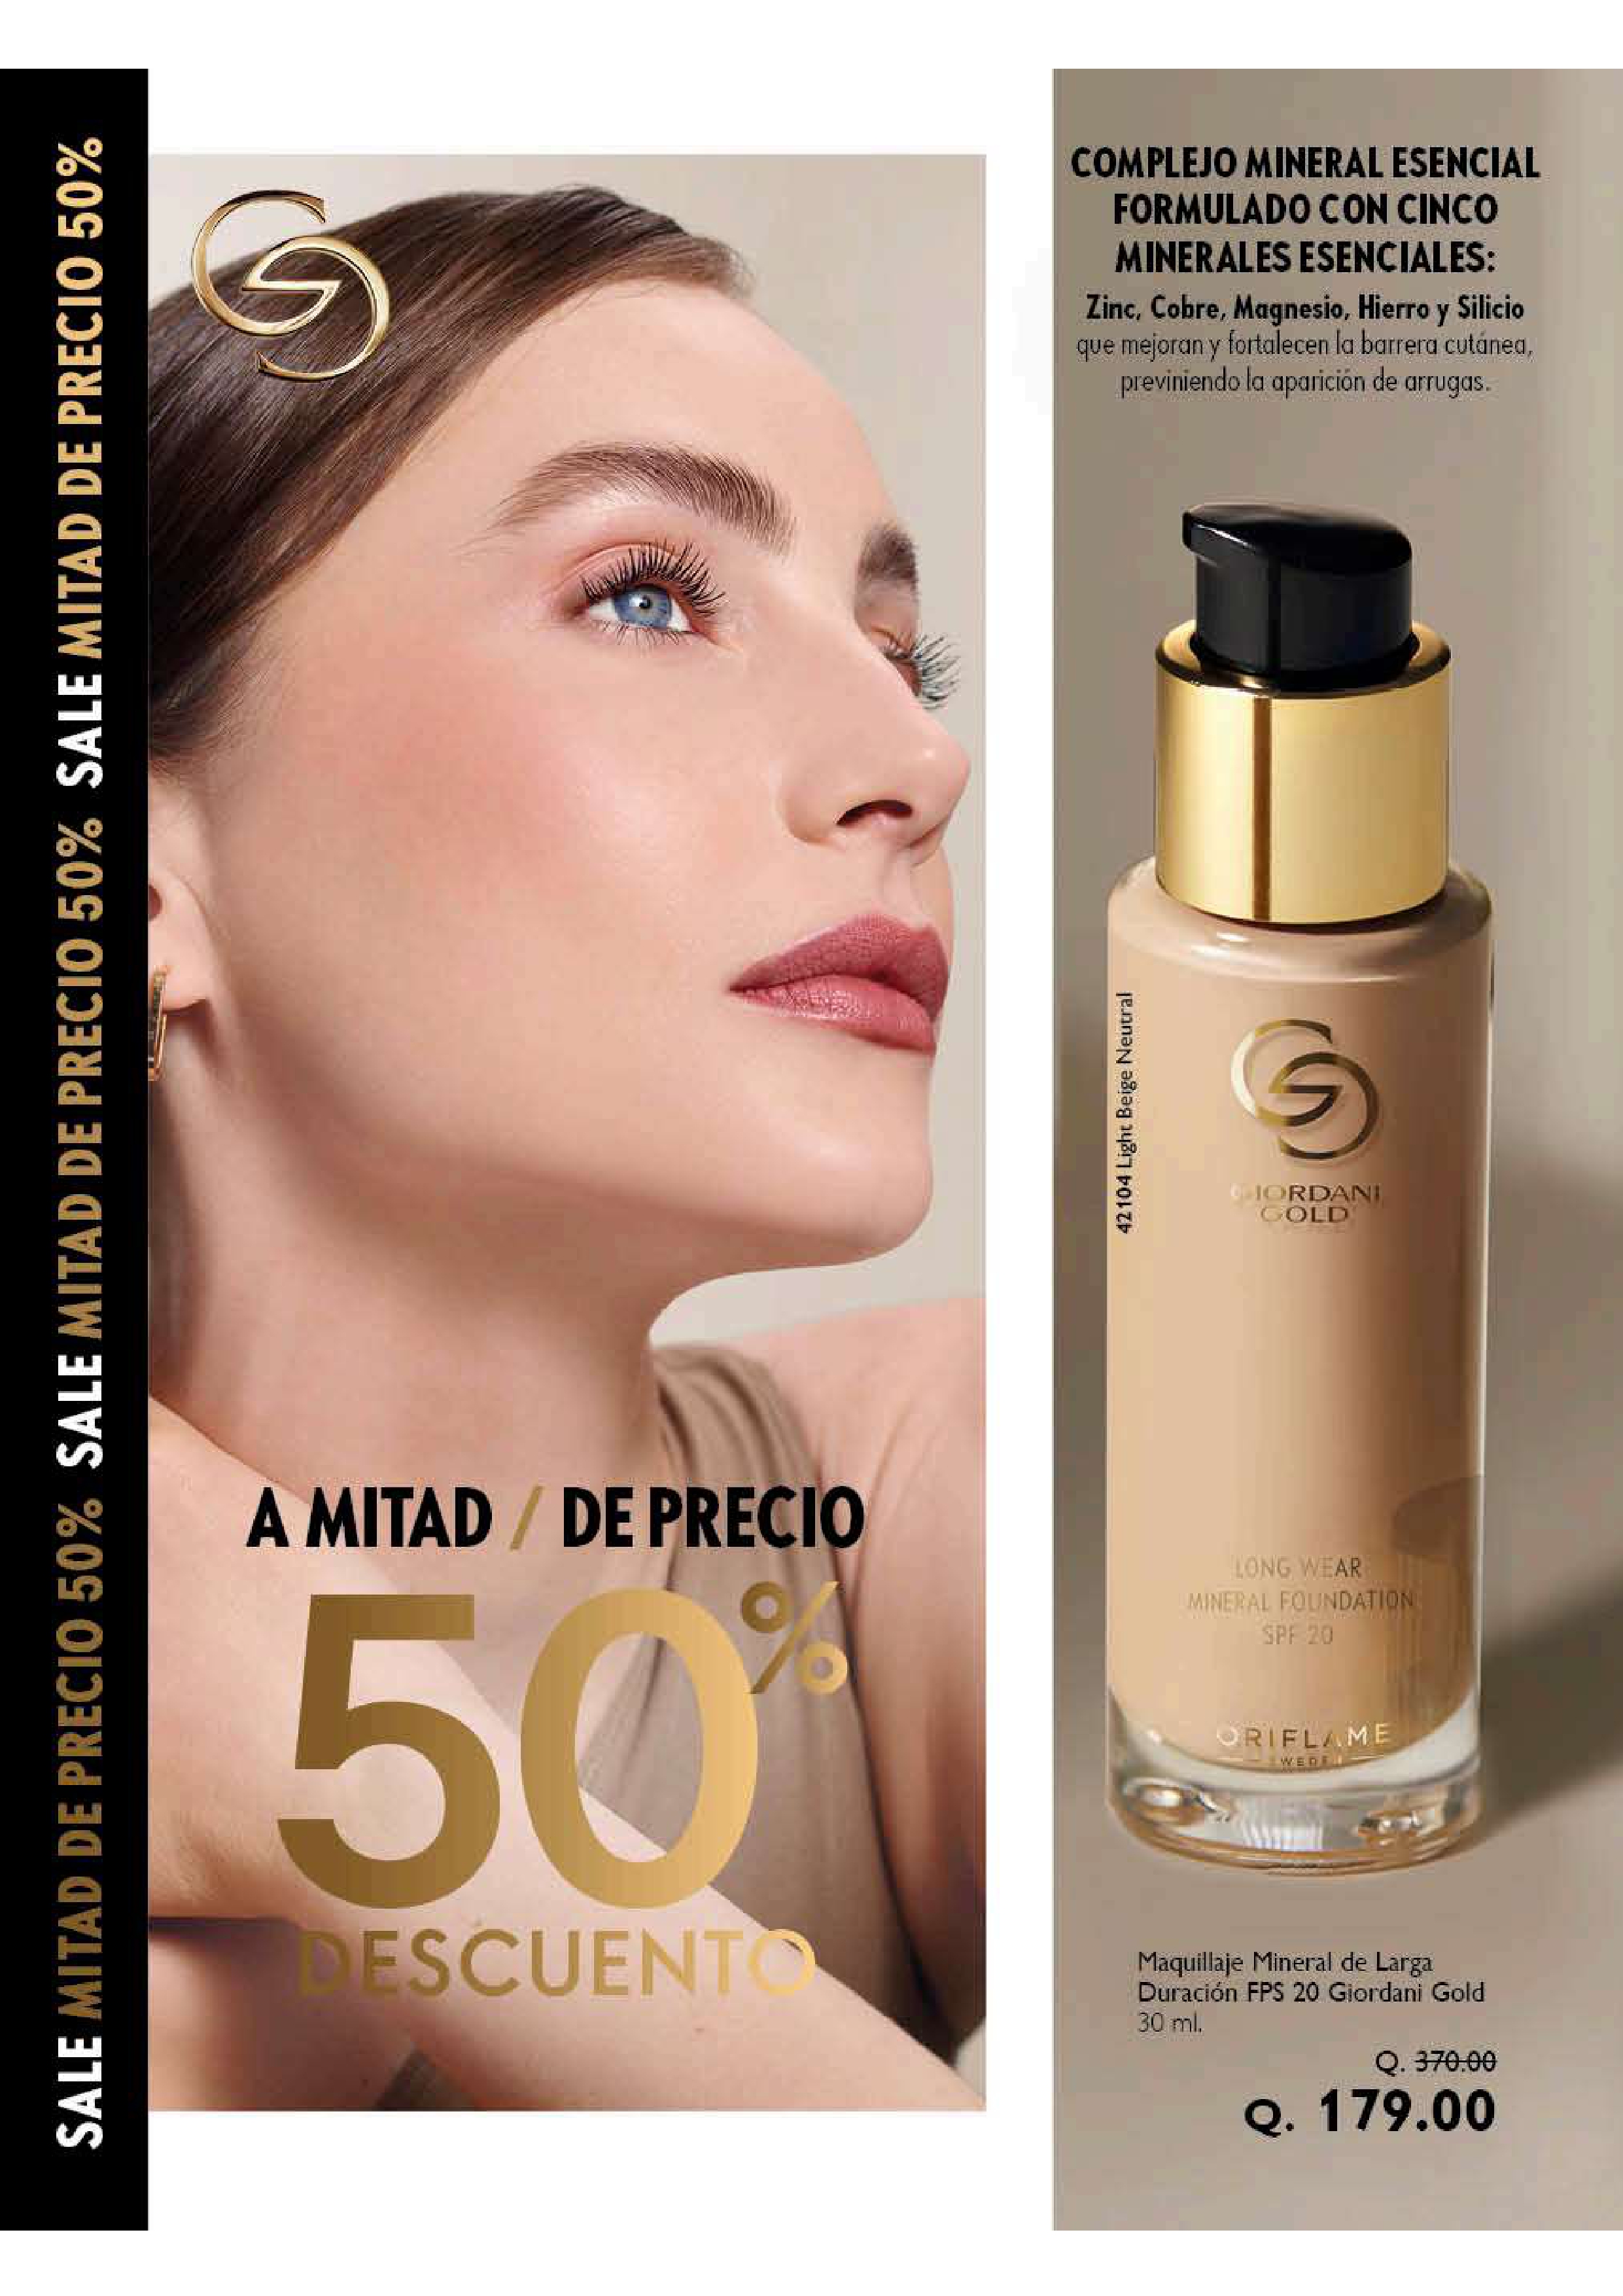 SALE MITAD DE PRECIO 50% SALE MITAD DE PRECIO 50% SALE MITAD DE PRECIO 50%
A MITAD / DE PRECIO
50%
DESCUENTO
COMPLEJO MINERAL ESENCIAL
FORMULADO CON CINCO
MINERALES ESENCIALES:
Zinc, Cobre, Magnesio, Hierro y Silicio
que mejoran y fortalecen la barrera cutánea,
previniendo la aparición de arrugas.
42104 Light Beige Neutral
GIORDANI
GOLD
LONG WEAR
MINERAL FOUNDATION
SPF 20
ORIFLAME
SWEDEN
Maquillaje Mineral de Larga
Duración FPS 20 Giordani Gold
30 ml.
Q. 370.00
Q. 179.00